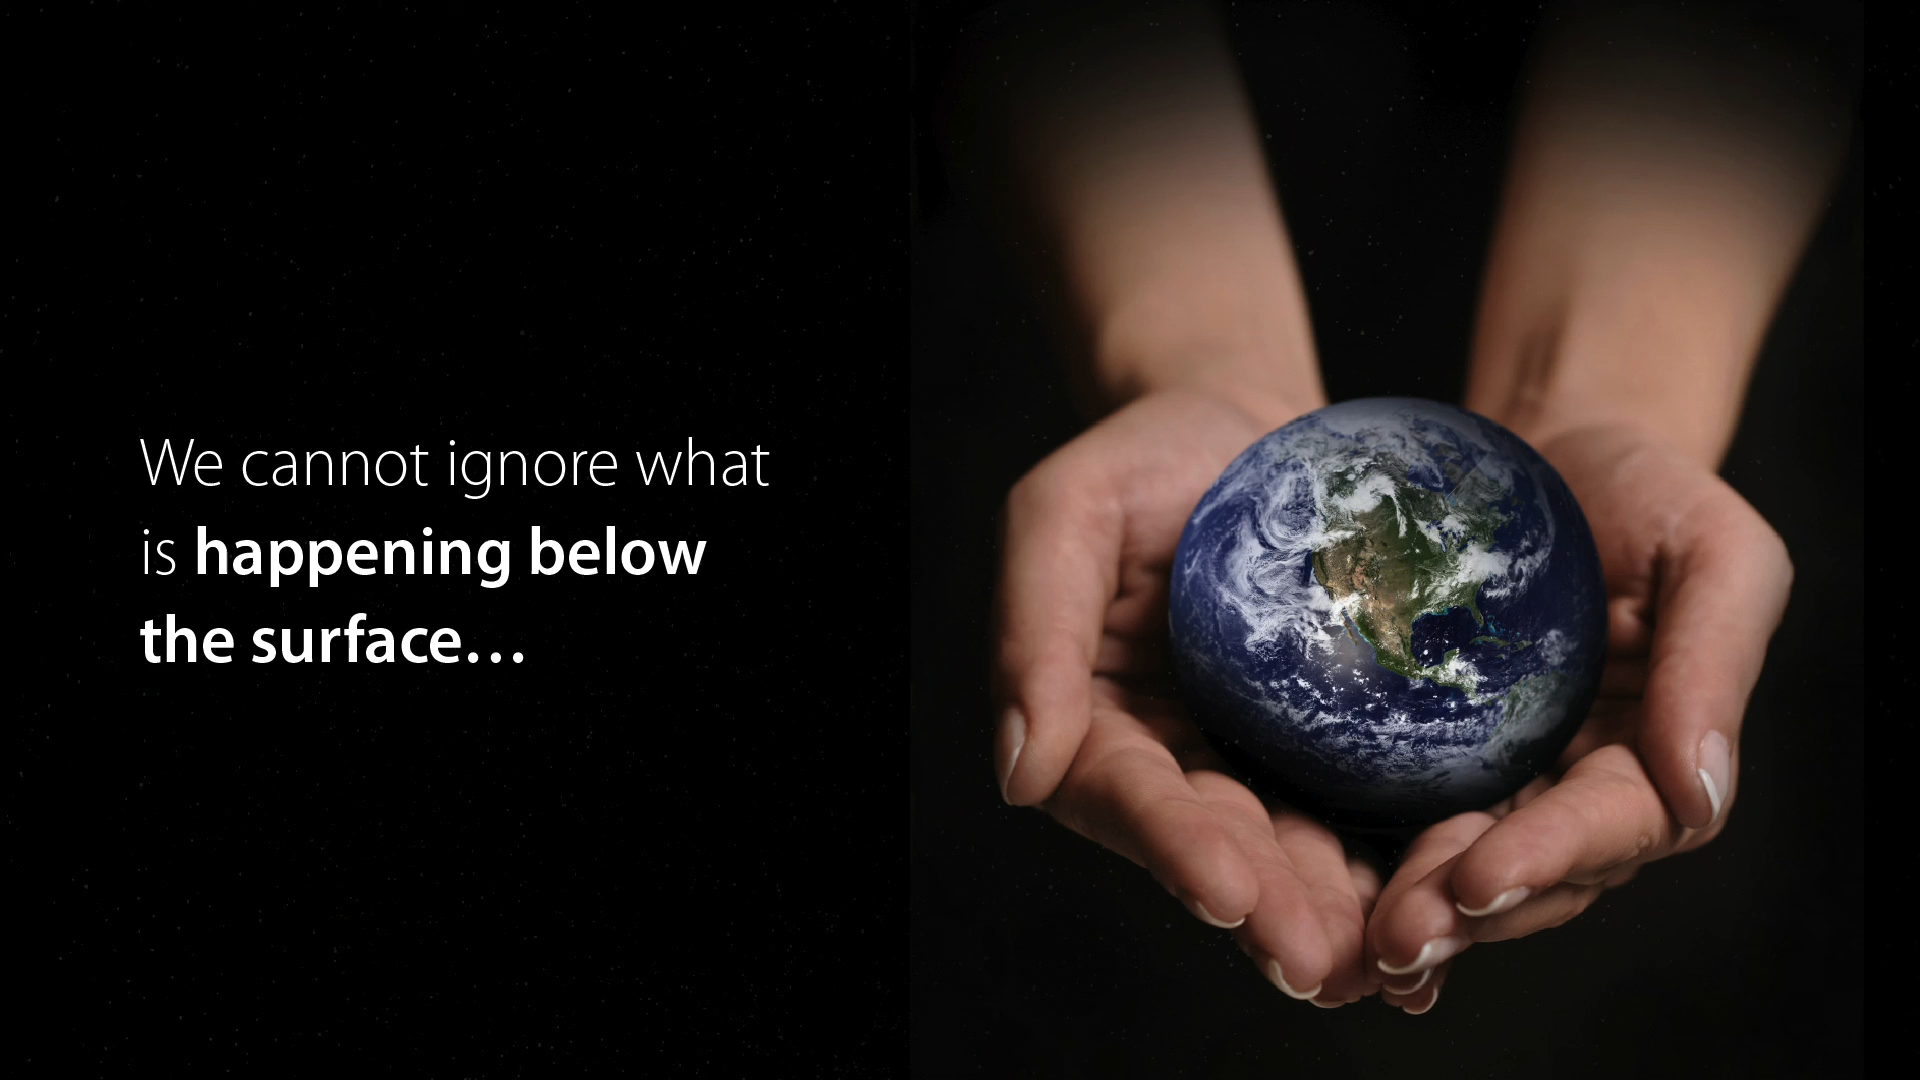 We cannot ignore what
is happening below
the surface…